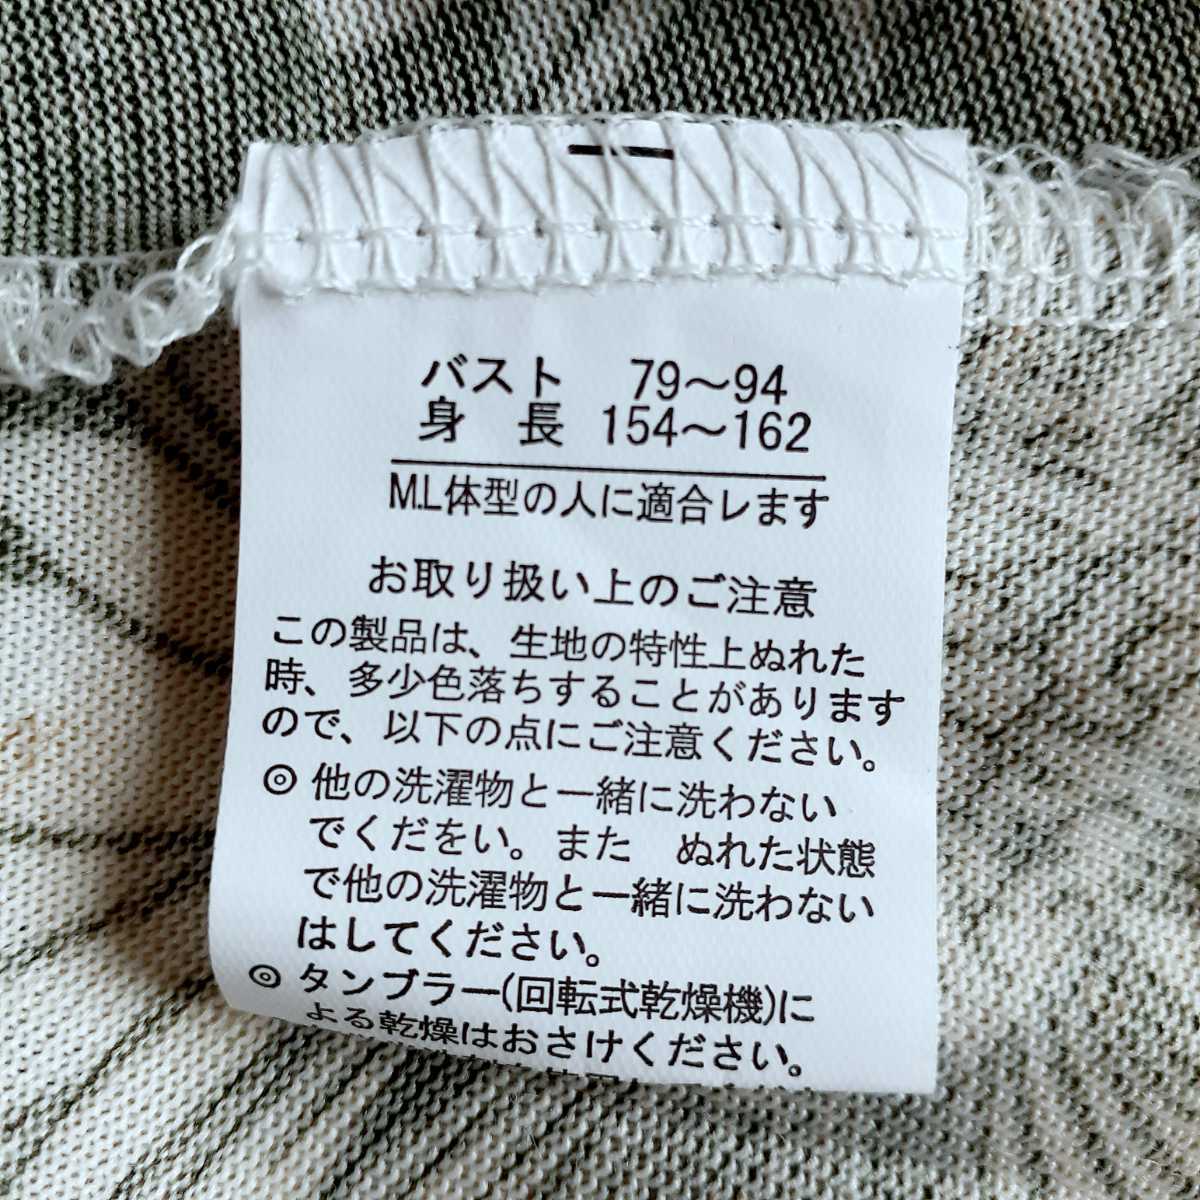 バスト 79～94
身 長 154～162
M.L体型の人に適合レます
お取り扱い上のご注意
この製品は、生地の特性上ぬれた
時、多少色落ちすることがあります
ので、以下の点にご注意ください。
◎ 他の洗濯物と一緒に洗わない
でくだをい。また ぬれた状態
で他の洗濯物と一緒に洗わない
はしてください。
◎ タンブラー(回転式乾燥機)に
よる乾燥はおさけください。